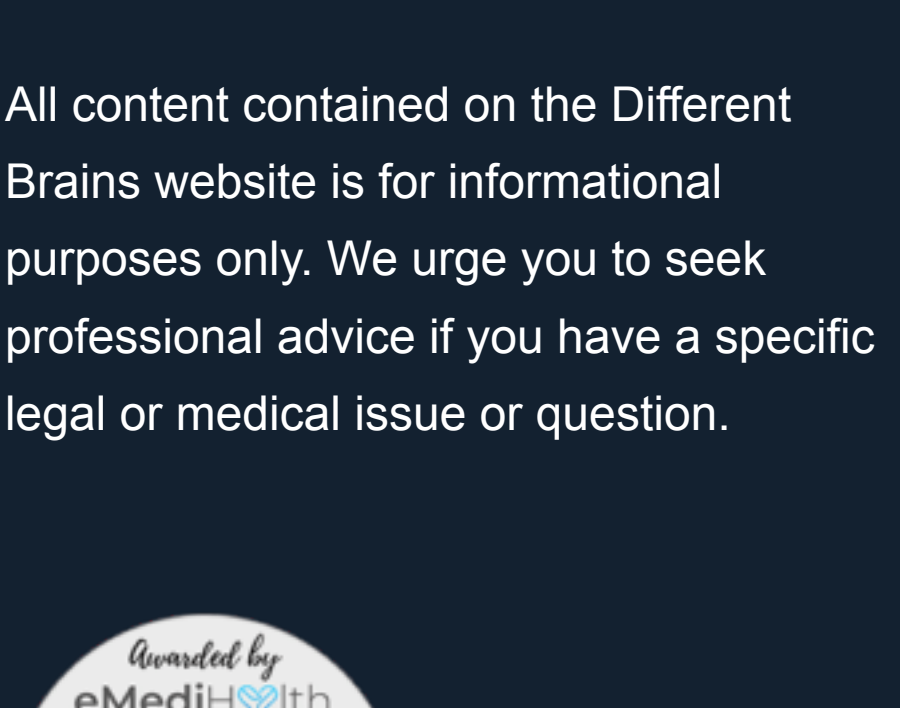 All content contained on the Different
Brains website is for informational
purposes only. We urge you to seek
professional advice if you have a specific
legal or medical issue or question.
Awarded by
eMediHealth